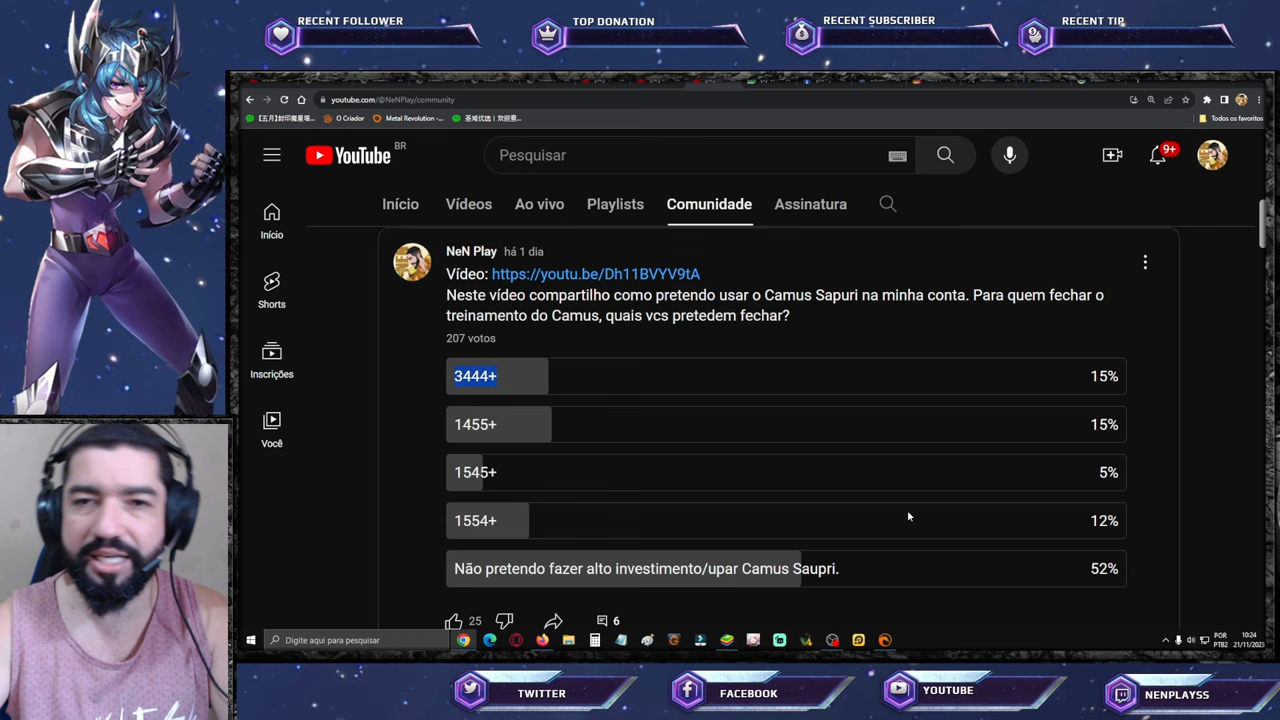 RECENT FOLLOWER
TOP DONATION
RECENT SUBSCRIBER
RECENT TIP
youtube.com/@NeNPlay/community
O Criador
Metal Revolution -...
Todos os favoritos
YouTube BR
Pesquisar
9+
Início Vídeos Ao vivo Playlists Comunidade Assinatura
Início
Shorts
Inscrições
Você
NeN Play há 1 dia
Vídeo: https://youtu.be/Dh11BVYV9tA
Neste vídeo compartilho como pretendo usar o Camus Sapuri na minha conta. Para quem fechar o
treinamento do Camus, quais vcs pretedem fechar?
207 votos
3444+ 15%
1455+ 15%
1545+ 5%
1554+ 12%
Não pretendo fazer alto investimento/upar Camus Saupri. 52%
25 6
Digite aqui para pesquisar
POR 10:24
PTB2 21/11/2023
TWITTER
FACEBOOK
YOUTUBE
NENPLAYSS